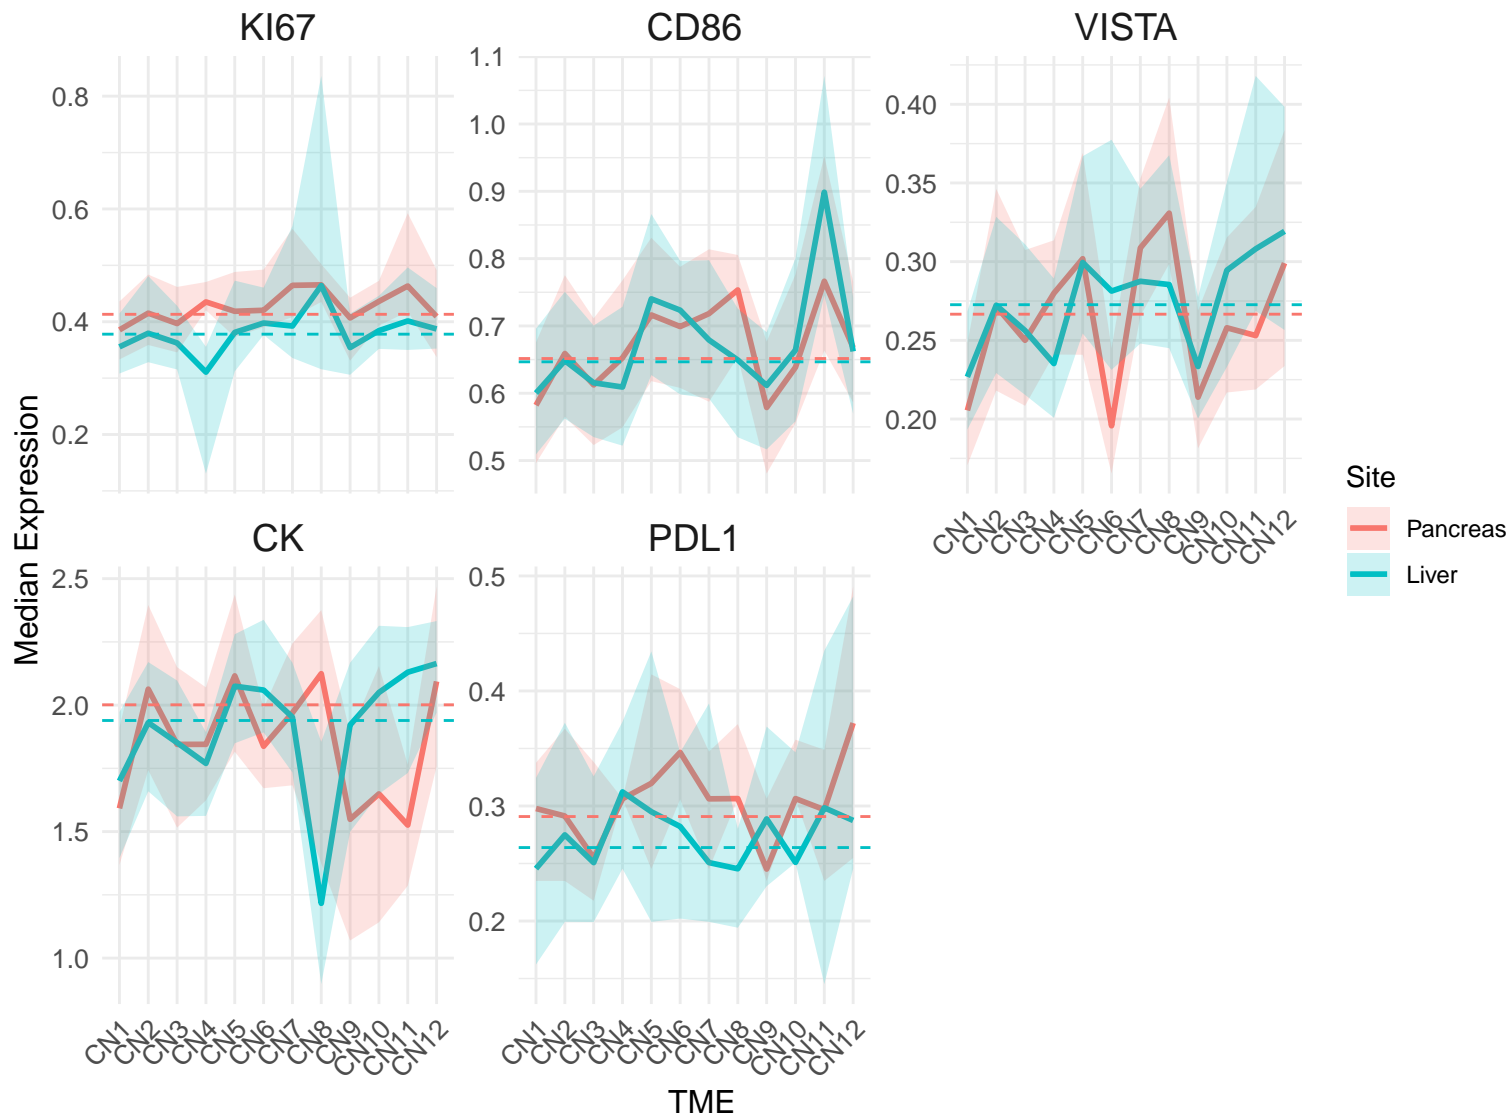 KI67
CD86
VISTA
0.8
0.6
0.4
0.2
1.1
1.0
0.9
0.8
0.7
0.6
0.5
0.40
0.35
0.30
0.25
0.20
CN1
CN2
CN3
CN4
CN5
CN6
CN7
CN8
CN9
CN10
CN11
CN12
Median Expression
Site
Pancreas
Liver
CK
PDL1
2.5
2.0
1.5
1.0
0.5
0.4
0.3
0.2
CN1
CN2
CN3
CN4
CN5
CN6
CN7
CN8
CN9
CN10
CN11
CN12
CN1
CN2
CN3
CN4
CN5
CN6
CN7
CN8
CN9
CN10
CN11
CN12
TME